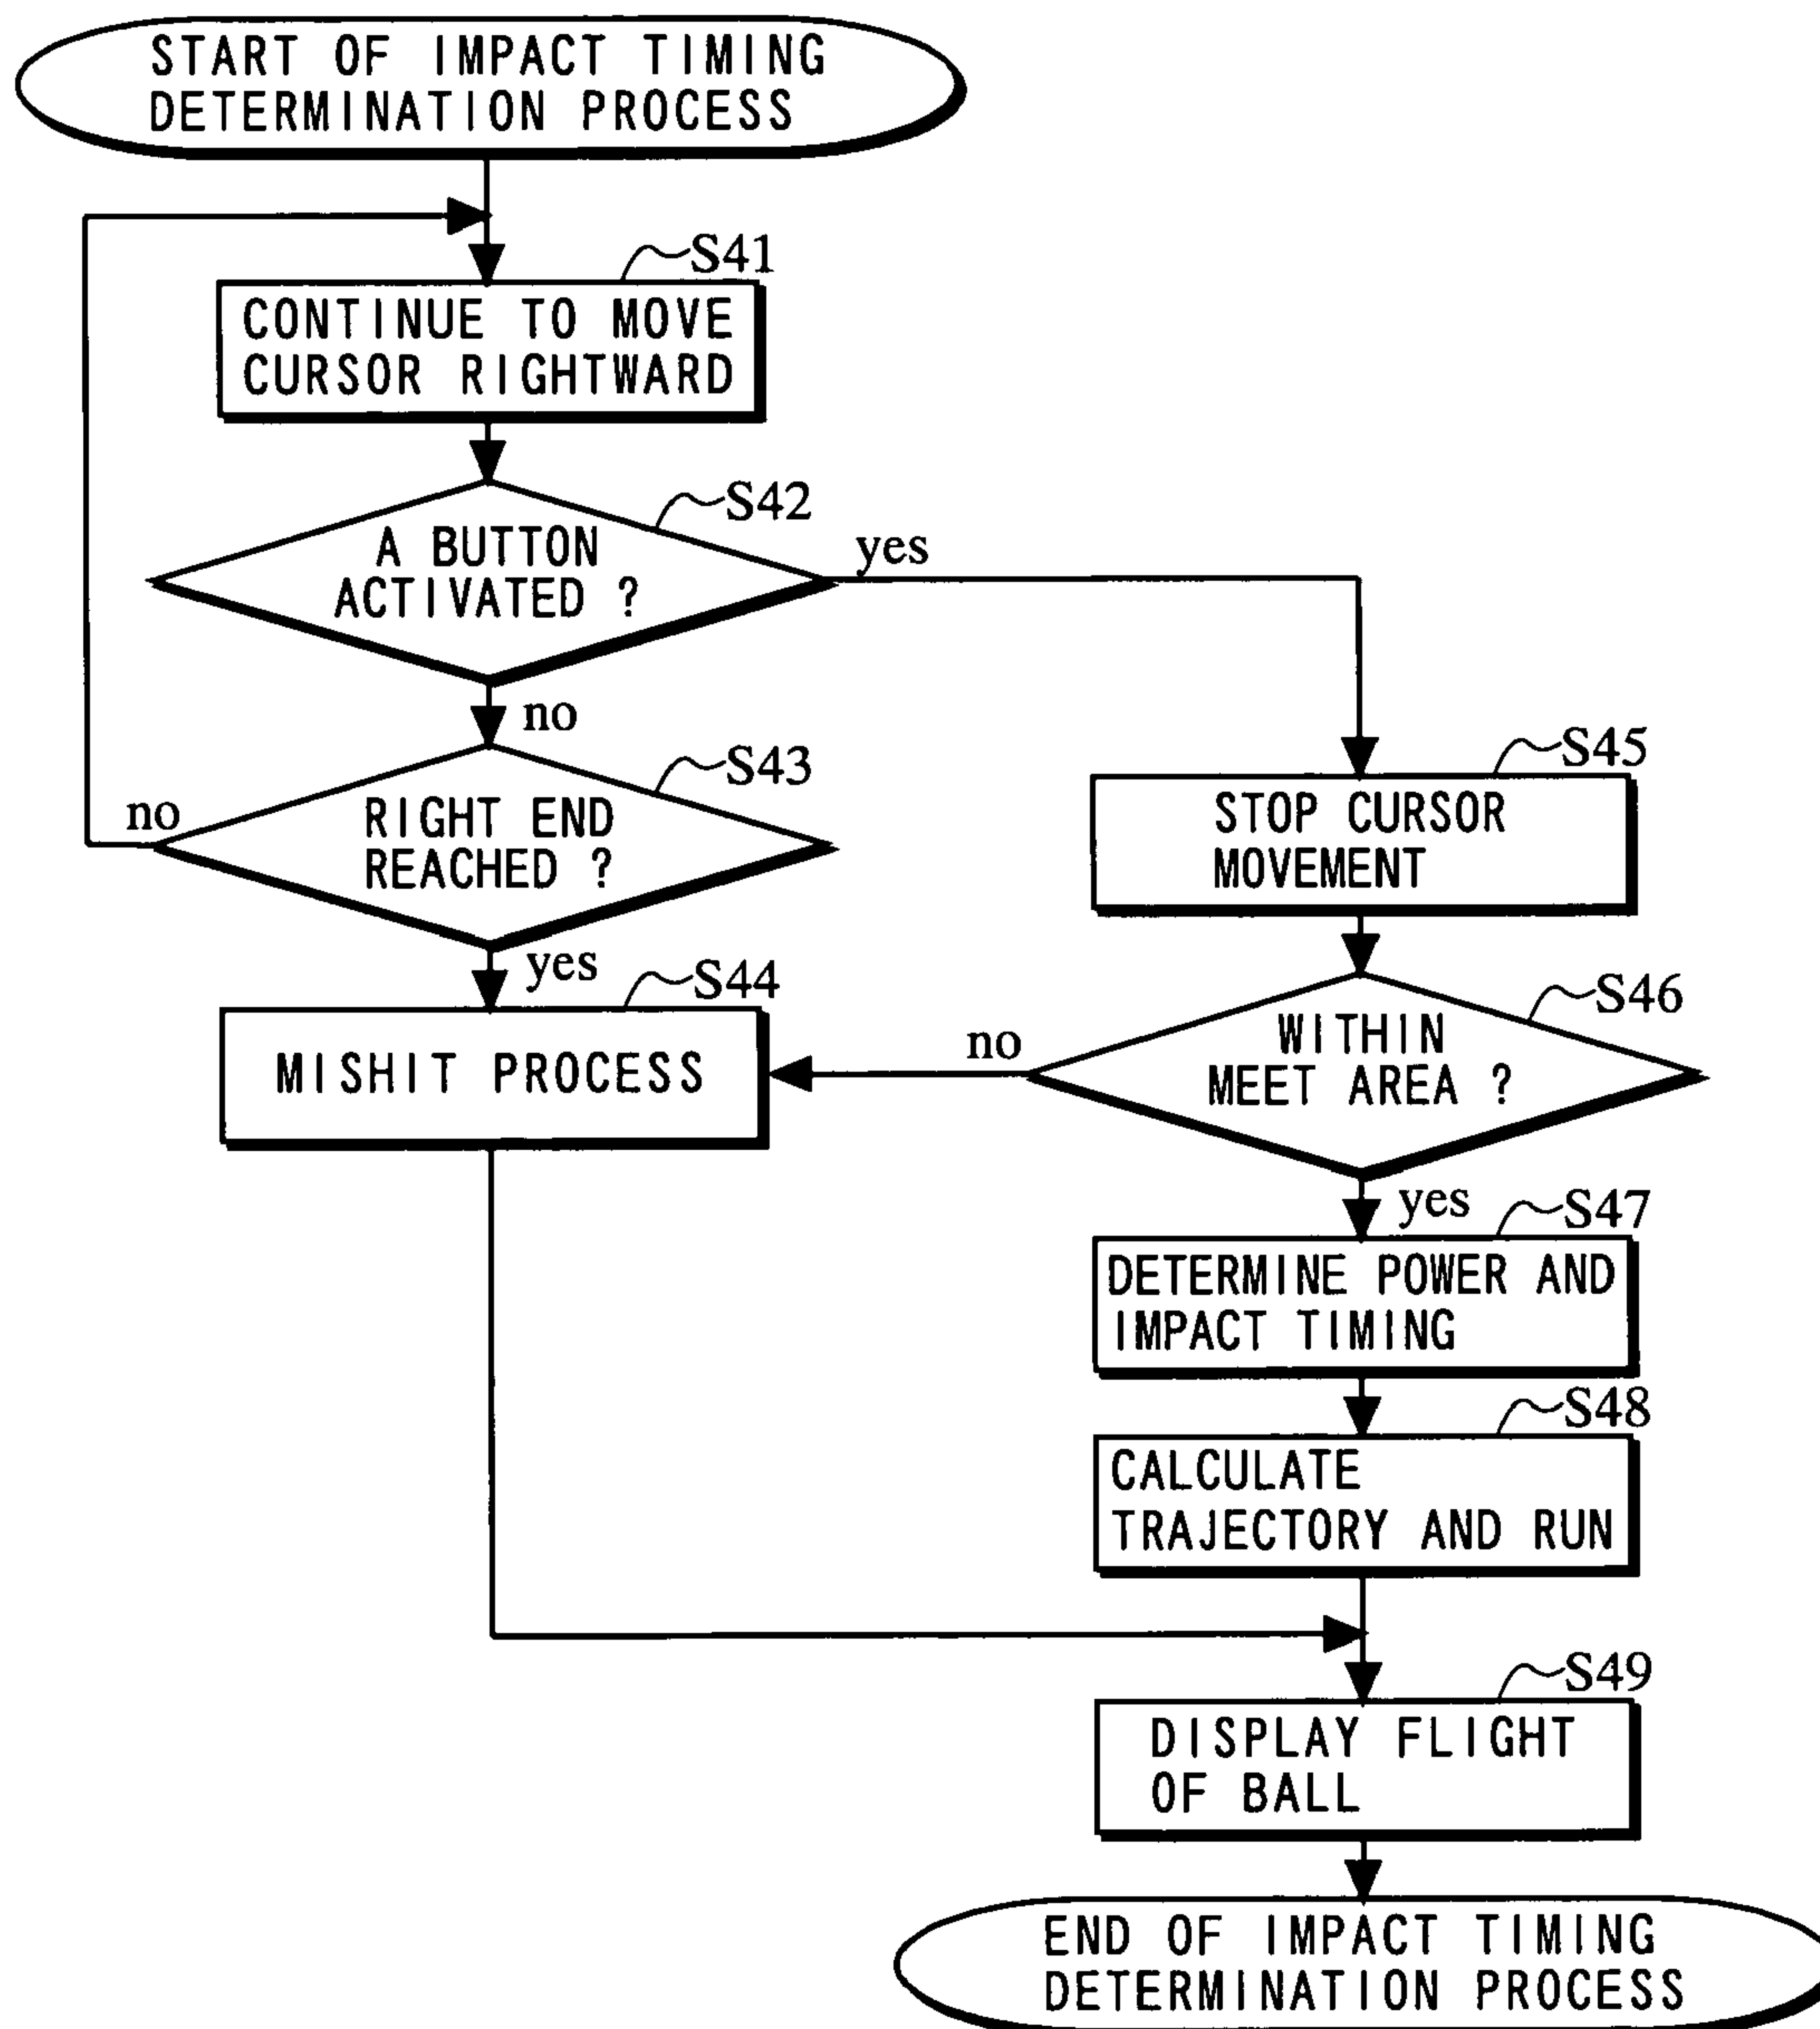 START OF IMPACT TIMING
DETERMINATION PROCESS
S41
CONTINUE TO MOVE
CURSOR RIGHTWARD
S42
A BUTTON
ACTIVATED ?
yes
no
S43
RIGHT END
REACHED ?
no
yes
S44
MISHIT PROCESS
S45
STOP CURSOR
MOVEMENT
S46
WITHIN
MEET AREA ?
no
yes
S47
DETERMINE POWER AND
IMPACT TIMING
S48
CALCULATE
TRAJECTORY AND RUN
S49
DISPLAY FLIGHT
OF BALL
END OF IMPACT TIMING
DETERMINATION PROCESS